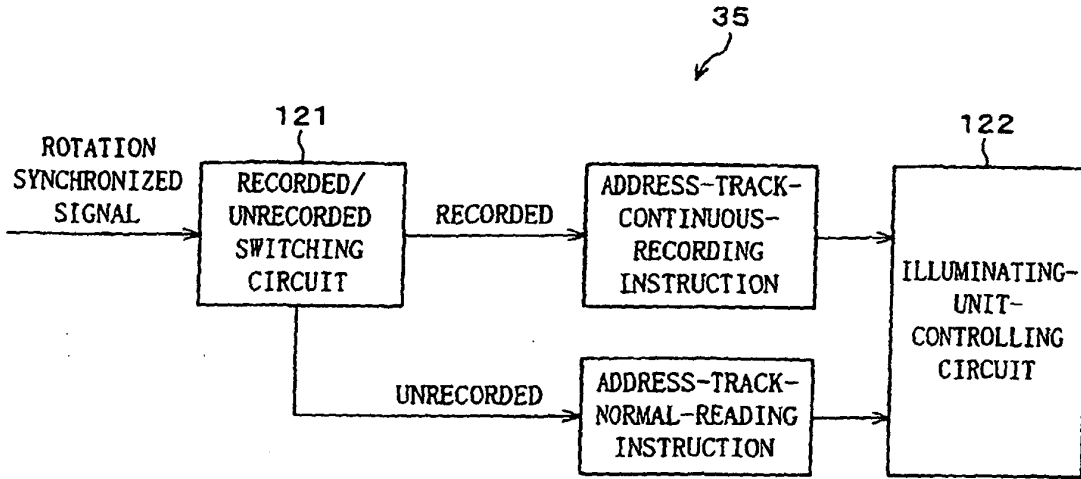 35
121
122
ROTATION
SYNCHRONIZED
SIGNAL
RECORDED/
UNRECORDED
SWITCHING
CIRCUIT
RECORDED
ADDRESS-TRACK-
CONTINUOUS-
RECORDING
INSTRUCTION
ILLUMINATING-
UNIT-
CONTROLLING
CIRCUIT
UNRECORDED
ADDRESS-TRACK-
NORMAL-READING
INSTRUCTION